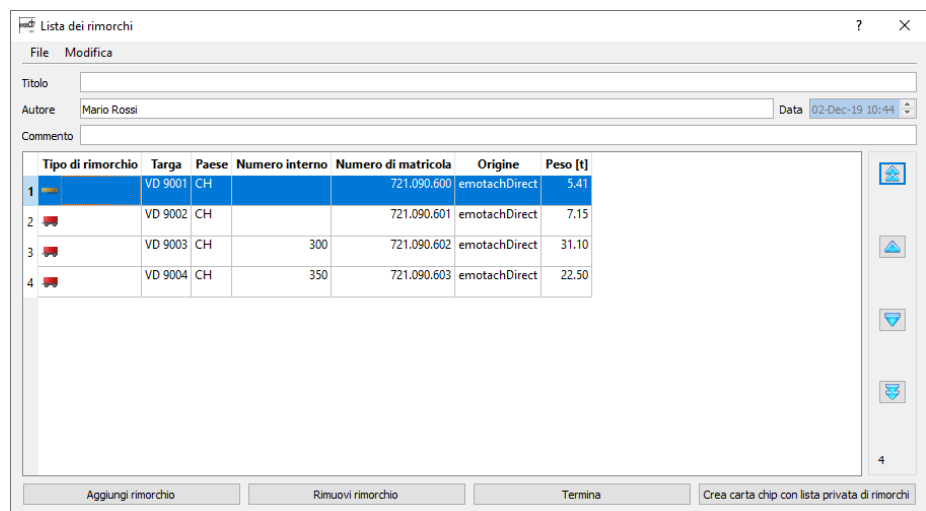 Lista dei rimorchi ? X
File Modifica
Titolo
Autore Mario Rossi Data 02-Dec-19 10:44
Commento
Tipo di rimorchio Targa Paese Numero interno Numero di matricola Origine Peso [t]
1 VD 9001 CH 721.090.600 emotachDirect 5.41
2 VD 9002 CH 721.090.601 emotachDirect 7.15
3 VD 9003 CH 300 721.090.602 emotachDirect 31.10
4 VD 9004 CH 350 721.090.603 emotachDirect 22.50
4
Aggiungi rimorchio Rimuovi rimorchio Termina Crea carta chip con lista privata di rimorchi